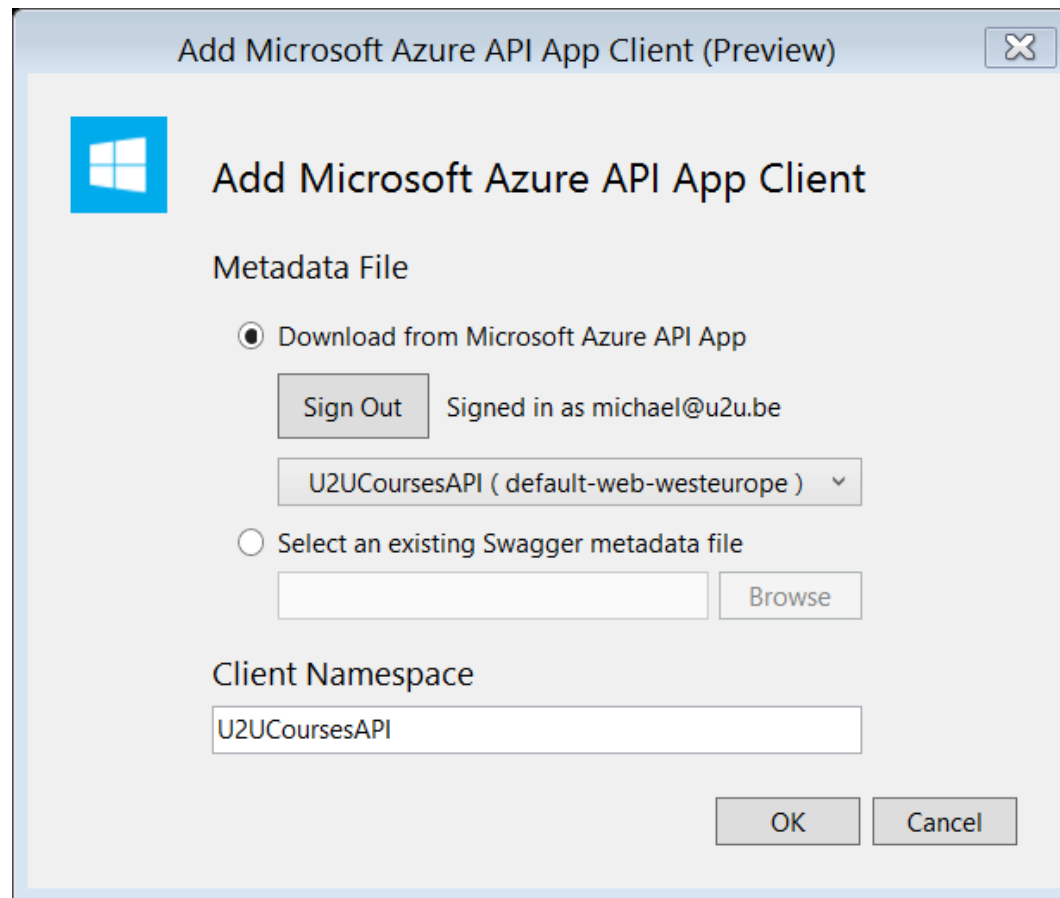 Add Microsoft Azure API App Client (Preview)
Add Microsoft Azure API App Client
Metadata File
Download from Microsoft Azure API App
Sign Out Signed in as michael@u2u.be
U2UCoursesAPI ( default-web-westeurope )
Select an existing Swagger metadata file
Browse
Client Namespace
U2UCoursesAPI
OK Cancel